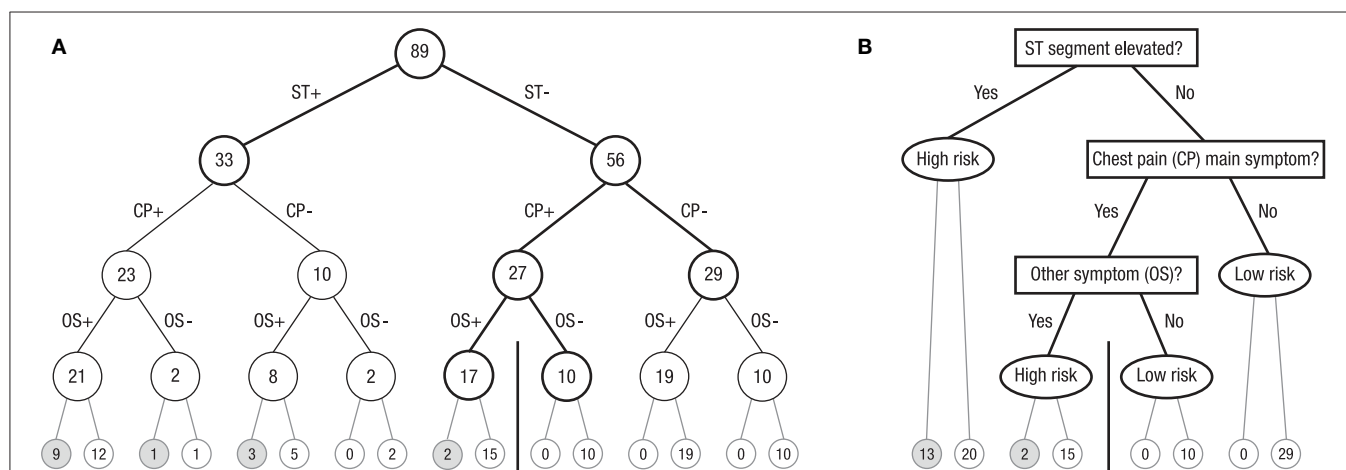 A
89
ST+
ST-
33
56
CP+
CP-
CP+
CP-
23
10
27
29
OS+
OS-
OS+
OS-
OS+
OS-
OS+
OS-
21
2
8
2
17
10
19
10
9
12
1
1
3
5
0
2
2
15
0
10
0
19
0
10
B
ST segment elevated?
Yes
No
High risk
Chest pain (CP) main symptom?
Yes
No
Other symptom (OS)?
Low risk
Yes
No
High risk
Low risk
13
20
2
15
0
10
0
29